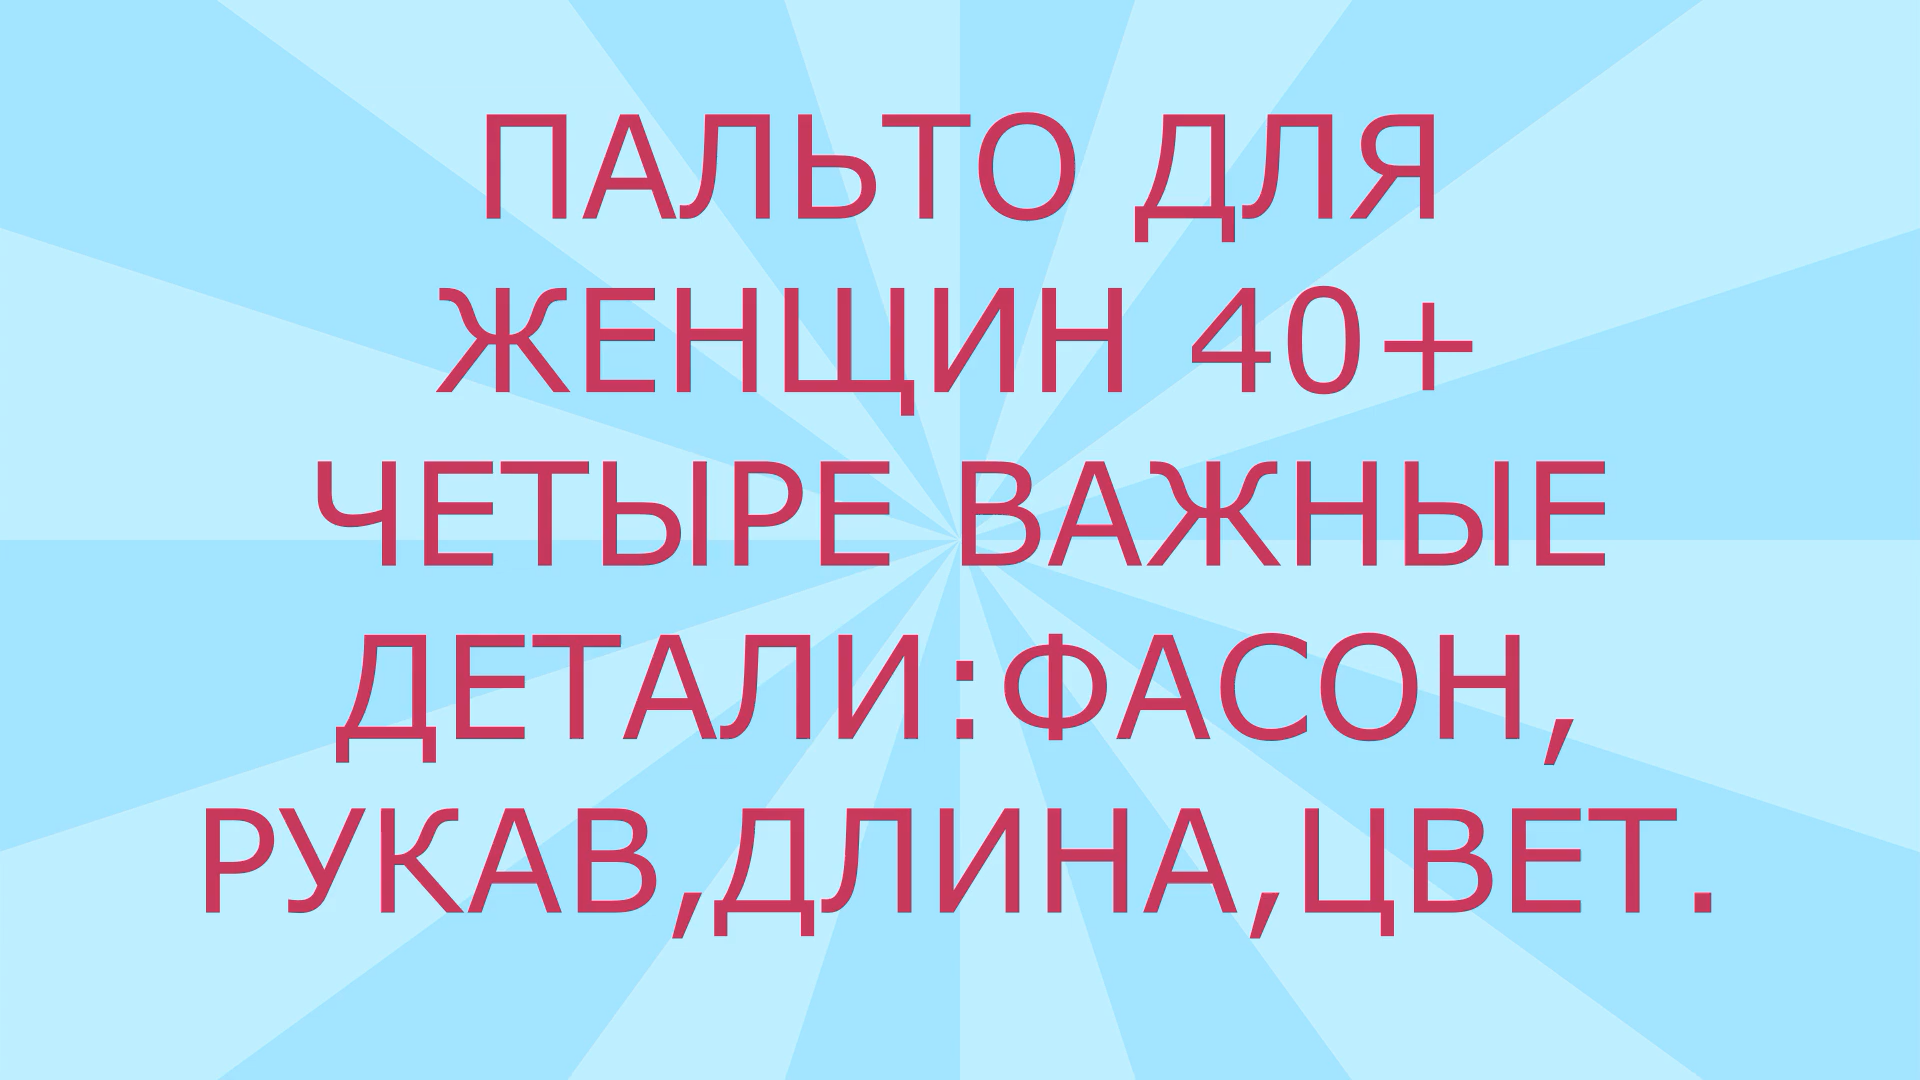 ПАЛЬТО ДЛЯ
ЖЕНЩИН 40+
ЧЕТЫРЕ ВАЖНЫЕ
ДЕТАЛИ:ФАСОН,
РУКАВ,ДЛИНА,ЦВЕТ.